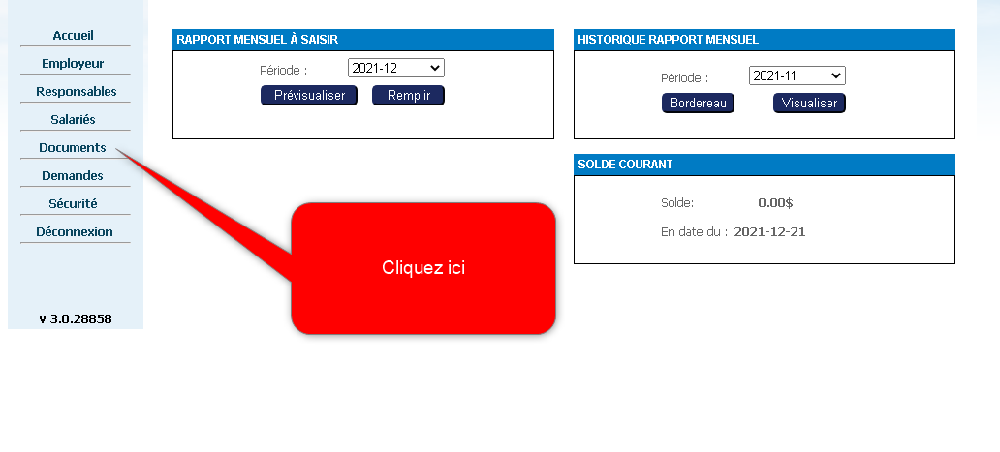 Accueil
Employeur
Responsables
Salariés
Documents
Demandes
Sécurité
Déconnexion
v 3.0.28858
RAPPORT MENSUEL À SAISIR
Période : 2021-12
Prévisualiser Remplir
HISTORIQUE RAPPORT MENSUEL
Période : 2021-11
Bordereau Visualiser
SOLDE COURANT
Solde: 0.00$
En date du : 2021-12-21
Cliquez ici